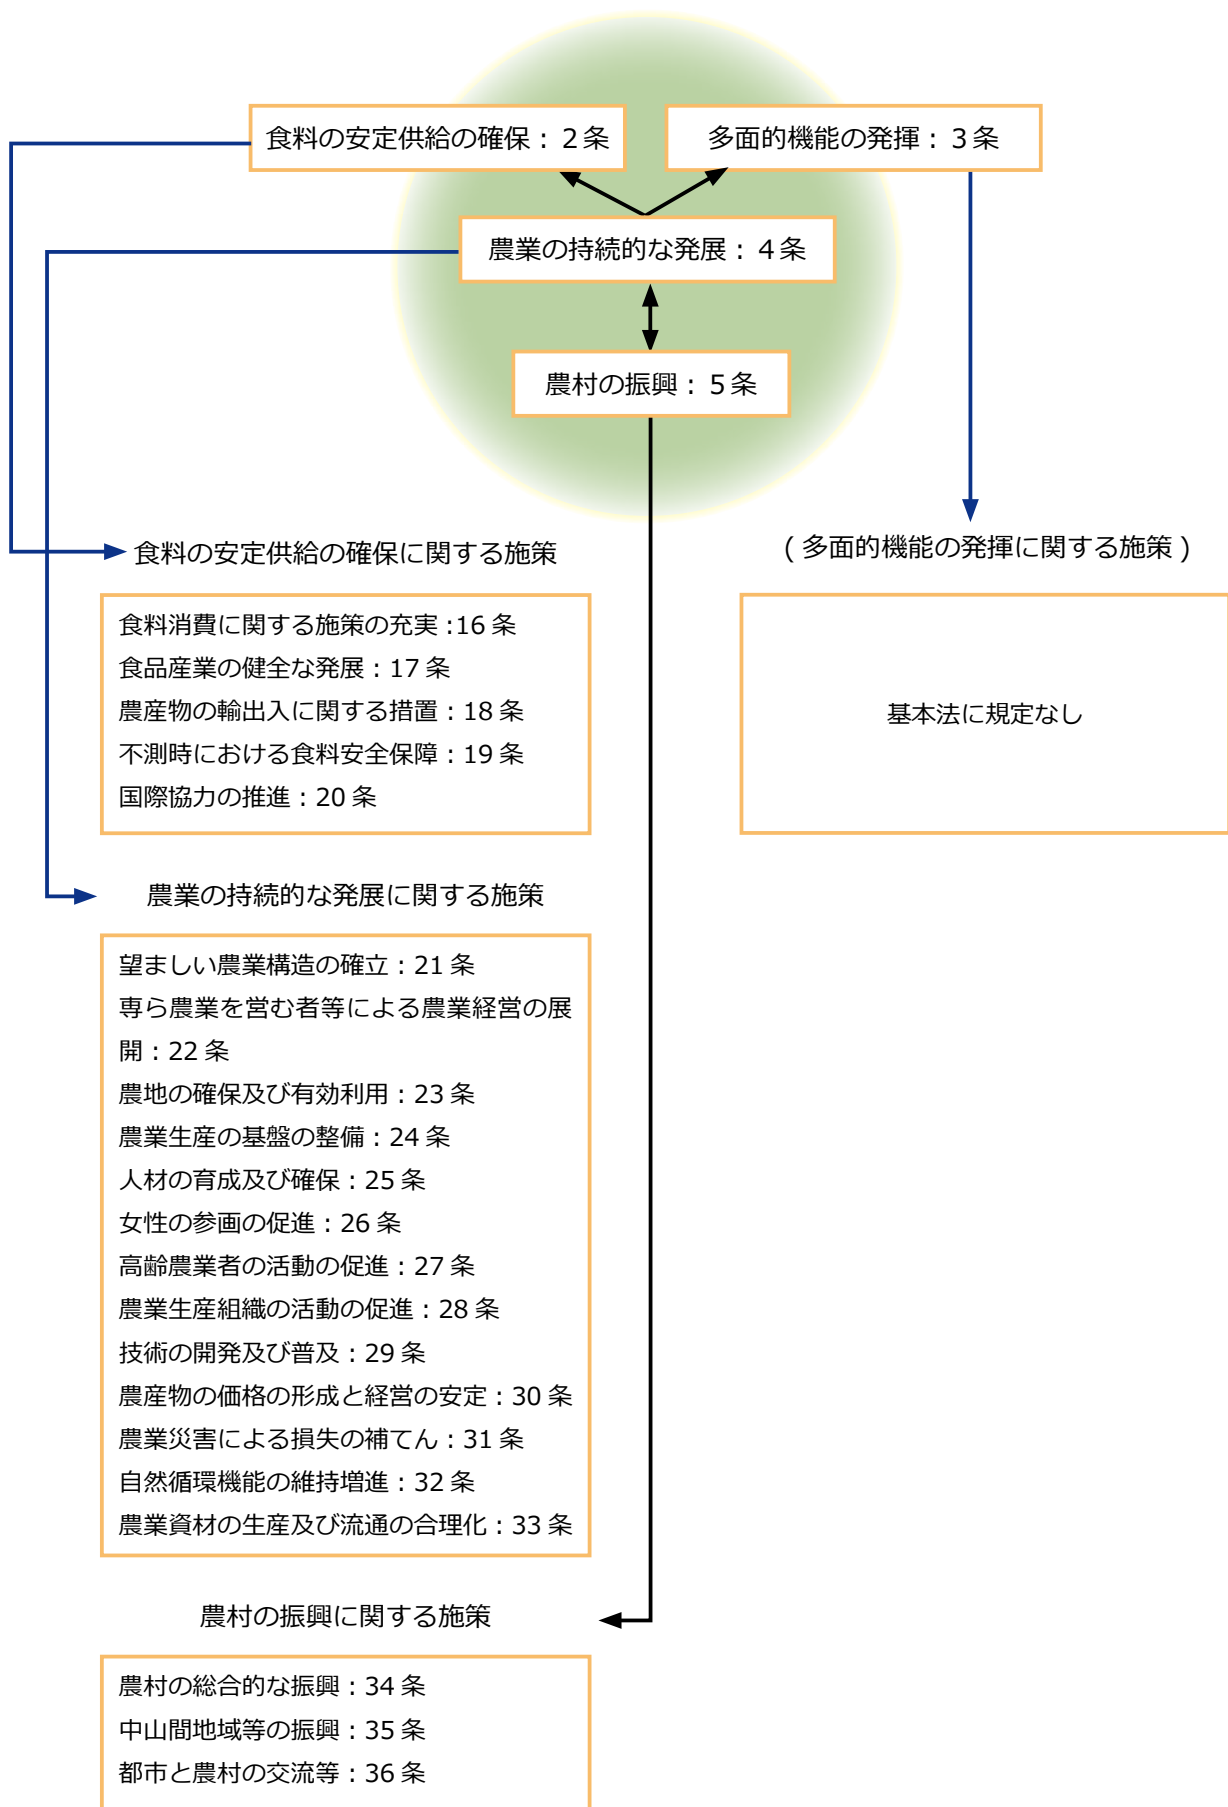 食料の安定供給の確保：２条
多面的機能の発揮：３条
農業の持続的な発展：４条
農村の振興：５条
食料の安定供給の確保に関する施策
（多面的機能の発揮に関する施策）
食料消費に関する施策の充実：16 条
食品産業の健全な発展：17 条
農産物の輸出入に関する措置：18 条
不測時における食料安全保障：19 条
国際協力の推進：20 条
基本法に規定なし
農業の持続的な発展に関する施策
望ましい農業構造の確立：21 条
専ら農業を営む者等による農業経営の展
開：22 条
農地の確保及び有効利用：23 条
農業生産の基盤の整備：24 条
人材の育成及び確保：25 条
女性の参画の促進：26 条
高齢農業者の活動の促進：27 条
農業生産組織の活動の促進：28 条
技術の開発及び普及：29 条
農産物の価格の形成と経営の安定：30 条
農業災害による損失の補てん：31 条
自然循環機能の維持増進：32 条
農業資材の生産及び流通の合理化：33 条
農村の振興に関する施策
農村の総合的な振興：34 条
中山間地域等の振興：35 条
都市と農村の交流等：36 条